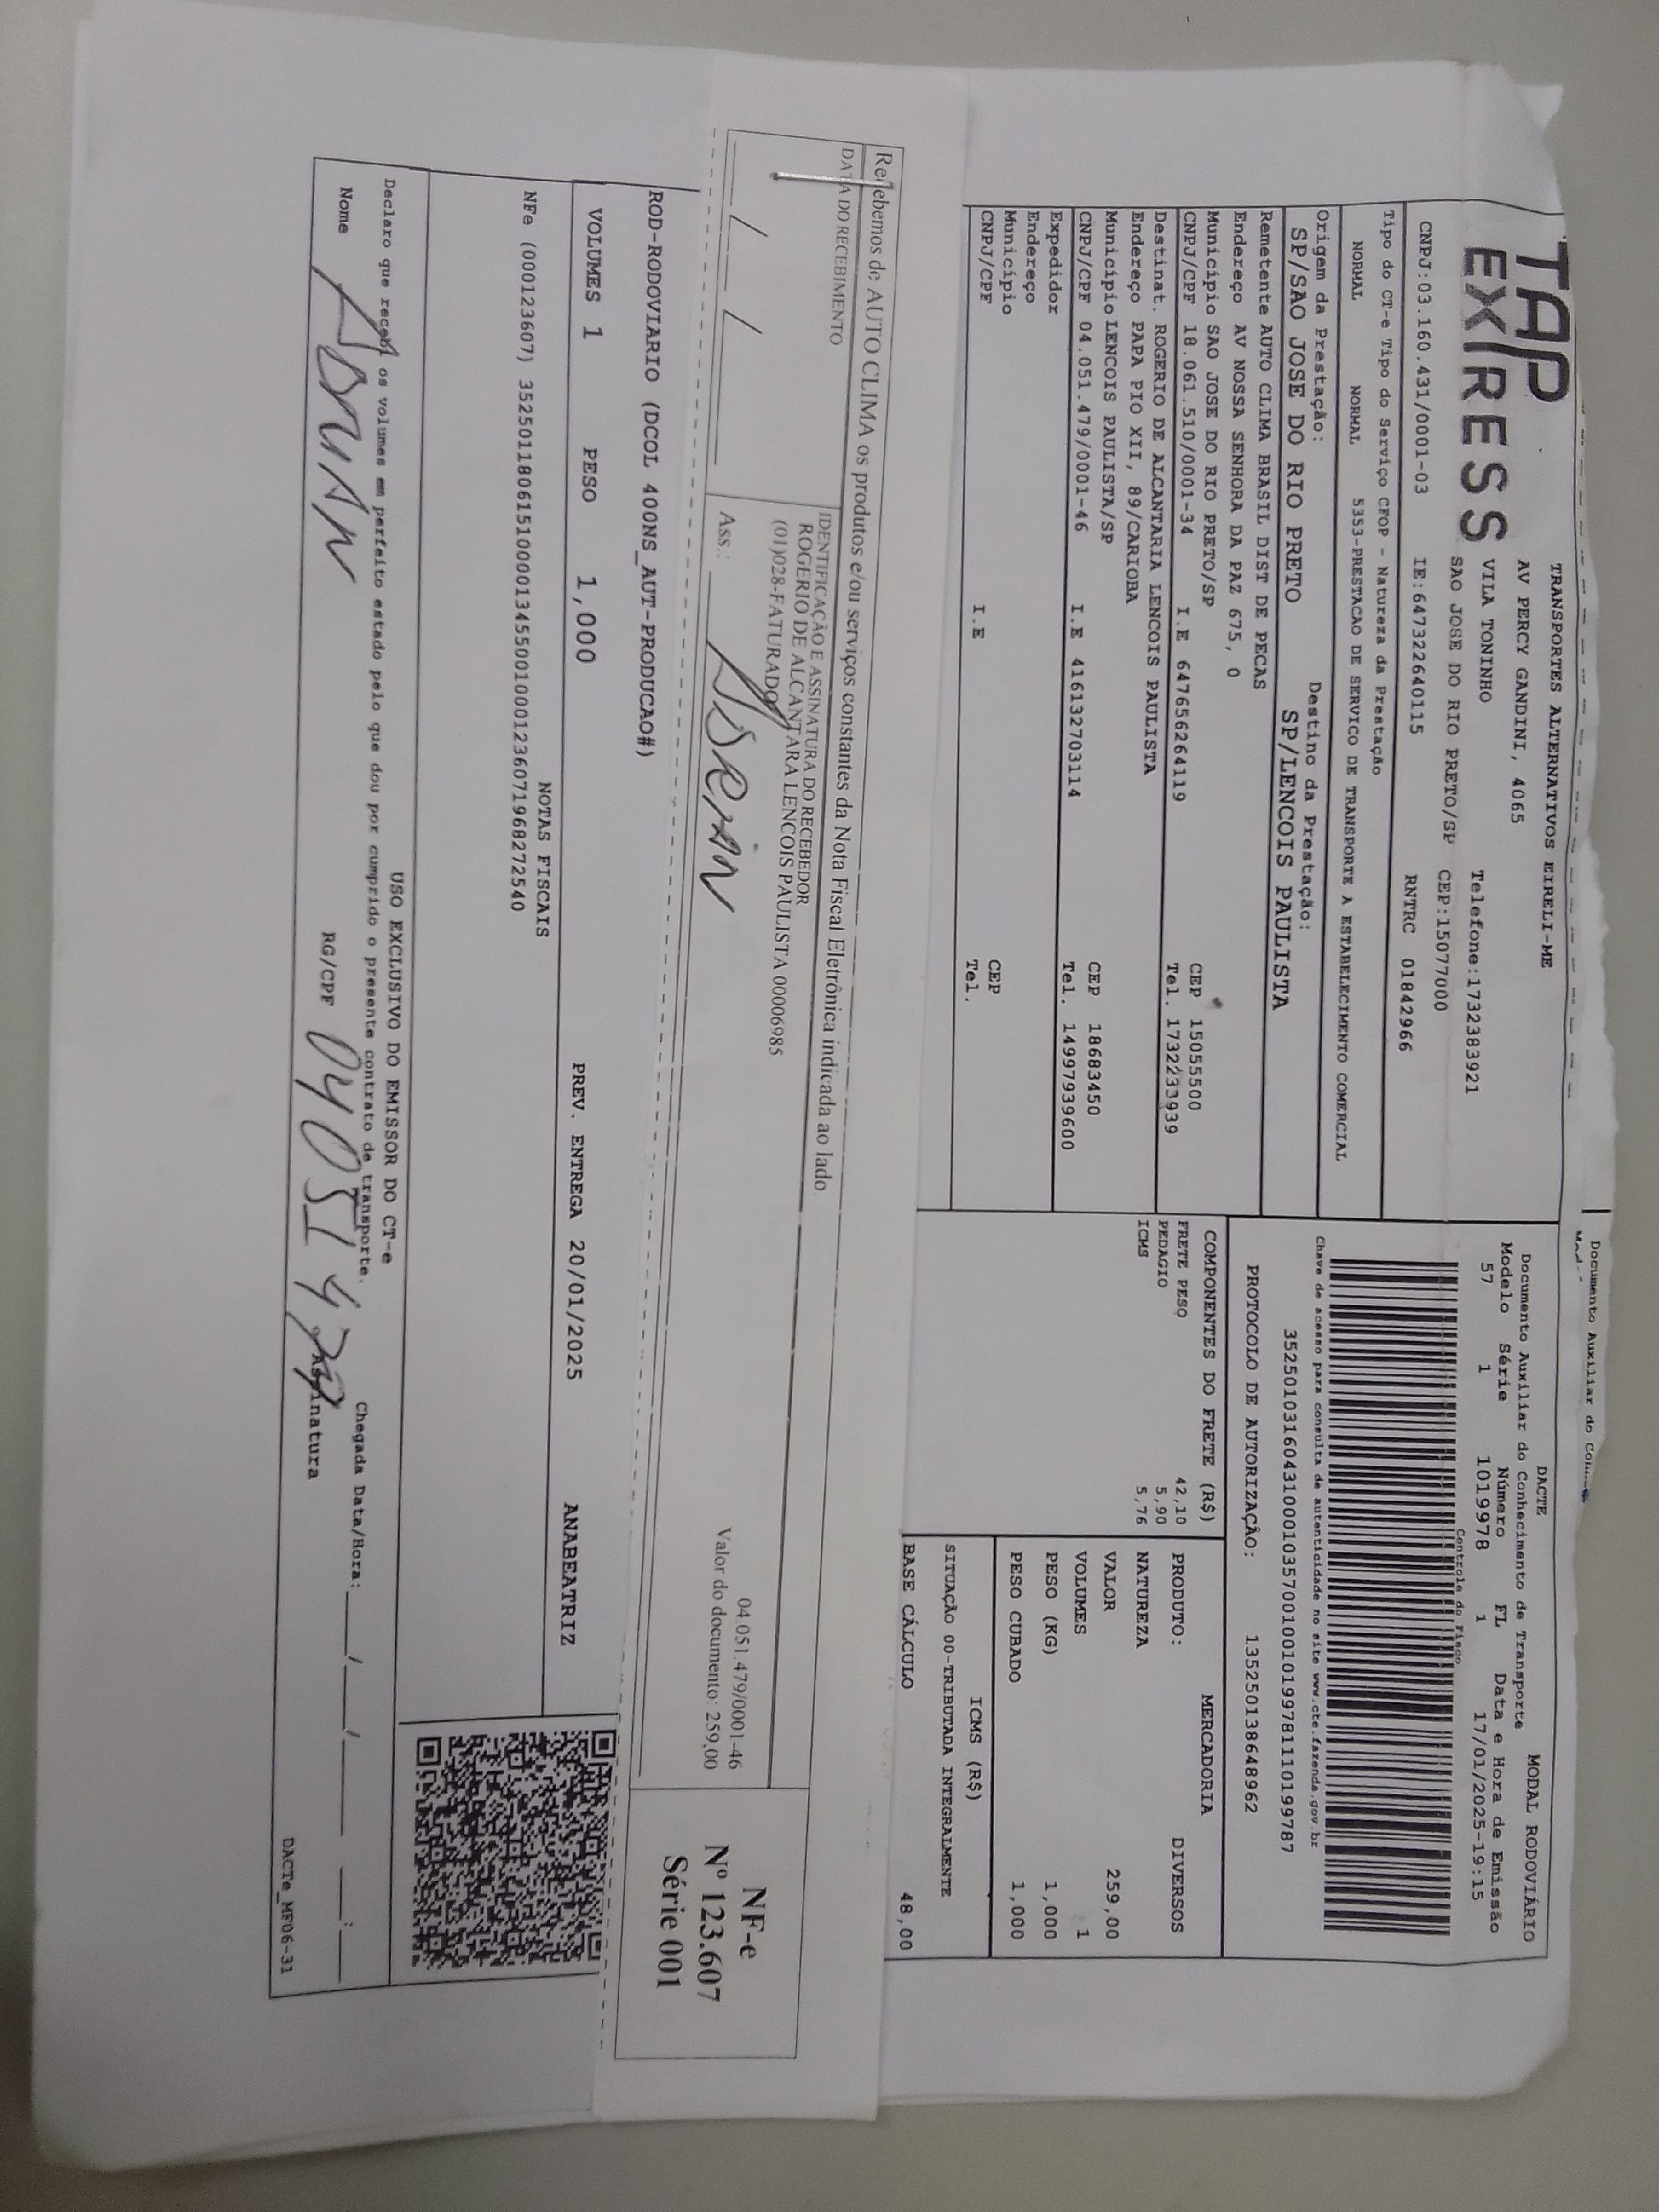 TAP EXPRESS
TRANSPORTES ALTERNATIVOS EIRELI-ME
AV PERCY GANDINI, 4065
VILA TONINHO Telefone:1732383921
SAO JOSE DO RIO PRETO/SP CEP:15077000
CNPJ:03.160.431/0001-03 IE:647322640115 RNTRC 01842966
Tipo do CT-e Tipo do Serviço CFOP - Natureza da Prestação
NORMAL NORMAL 5353-PRESTACAO DE SERVICO DE TRANSPORTE A ESTABELECIMENTO COMERCIAL
Origem da Prestação: Destino da Prestação:
SP/SAO JOSE DO RIO PRETO SP/LENCOIS PAULISTA
Remetente AUTO CLIMA BRASIL DIST DE PECAS
Endereço AV NOSSA SENHORA DA PAZ 675, 0
Município SAO JOSE DO RIO PRETO/SP CEP 15055500
CNPJ/CPF 18.061.510/0001-34 I.E 647656264119 Tel. 1732233939
Destinat. ROGERIO DE ALCANTARIA LENCOIS PAULISTA
Endereço PAPA PIO XII, 89/CARIOBA
Município LENCOIS PAULISTA/SP CEP 18683450
CNPJ/CPF 04.051.479/0001-46 I.E 416132703114 Tel. 14997939600
Expedidor
Endereço
Município CEP
CNPJ/CPF I.E Tel.
Documento Auxiliar do
DACTE MODAL RODOVIÁRIO
Documento Auxiliar do Conhecimento de Transporte
Modelo Série Número FL Data e Hora de Emissão
57 1 1019978 1 17/01/2025-19:15
Controle do Fisco
Chave de acesso para consulta de autenticidade no site www.cte.fazenda.gov.br
35250103160431000103570010010199781110199787
PROTOCOLO DE AUTORIZAÇÃO: 135250138648962
COMPONENTES DO FRETE (R$)
FRETE PESO 42,10
PEDAGIO 5,90
ICMS 5,76
MERCADORIA
PRODUTO: DIVERSOS
NATUREZA
VALOR 259,00
VOLUMES 1
PESO (KG) 1,000
PESO CUBADO 1,000
ICMS (R$)
SITUAÇÃO 00-TRIBUTADA INTEGRALMENTE
BASE CÁLCULO 48,00
Recebemos de AUTO CLIMA os produtos e/ou serviços constantes da Nota Fiscal Eletrônica indicada ao lado
DATA DO RECEBIMENTO
IDENTIFICAÇÃO E ASSINATURA DO RECEBEDOR
ROGERIO DE ALCANTARA LENCOIS PAULISTA 00006985
(01)028-FATURADO
04.051.479/0001-46
Ass.: Valor do documento: 259,00
NF-e
Nº 123.607
Série 001
ROD-RODOVIARIO (DCOL 400NS_AUT-PRODUCAO#)
VOLUMES 1 PESO 1,000 PREV. ENTREGA 20/01/2025 ANABEATRIZ
NOTAS FISCAIS
NFe (000123607) 35250118061510000134550010001236071968272540
USO EXCLUSIVO DO EMISSOR DO CT-e
Declaro que recebi os volumes em perfeito estado pelo que dou por cumprido o presente contrato de transporte.
Chegada Data/Hora:
Nome RG/CPF Assinatura
DACTe_MF06-31